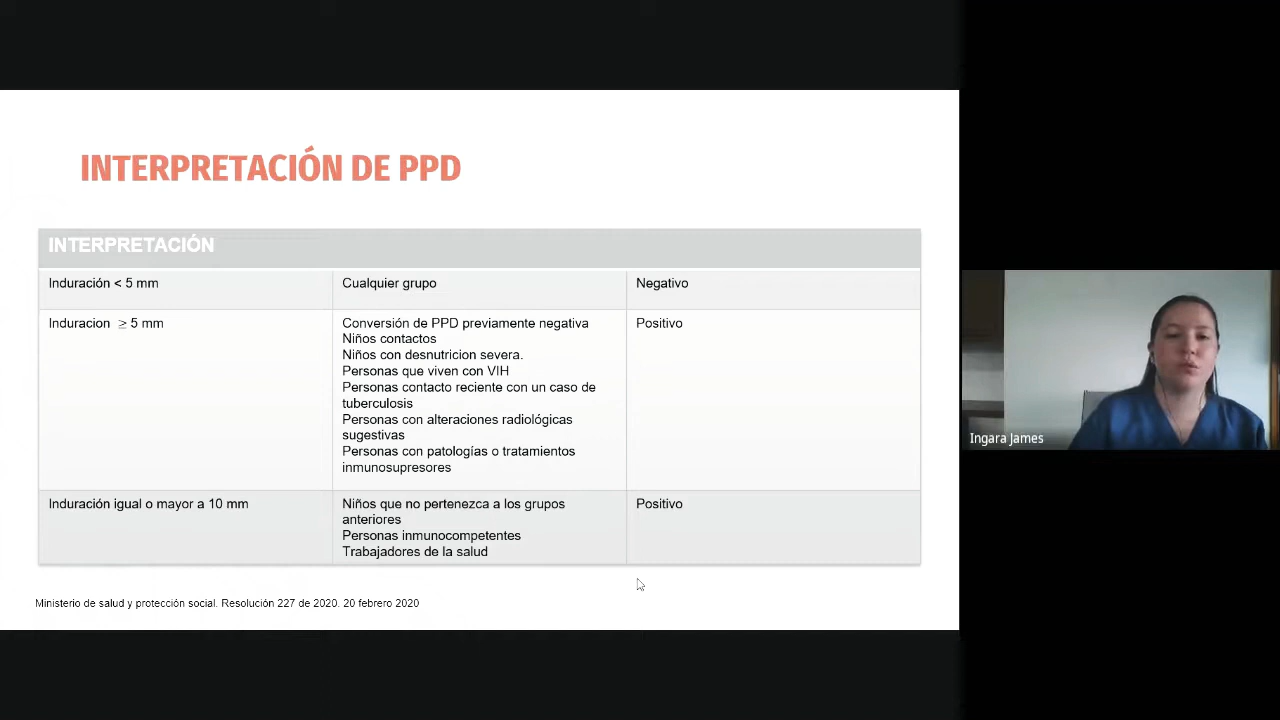 INTERPRETACIÓN DE PPD
INTERPRETACIÓN
Induración < 5 mm
Cualquier grupo
Negativo
Induracion ≥ 5 mm
Conversión de PPD previamente negativa
Niños contactos
Niños con desnutricion severa.
Personas que viven con VIH
Personas contacto reciente con un caso de
tuberculosis
Personas con alteraciones radiológicas
sugestivas
Personas con patologías o tratamientos
inmunosupresores
Positivo
Induración igual o mayor a 10 mm
Niños que no pertenezca a los grupos
anteriores
Personas inmunocompetentes
Trabajadores de la salud
Positivo
Ministerio de salud y protección social. Resolución 227 de 2020. 20 febrero 2020
Ingara James